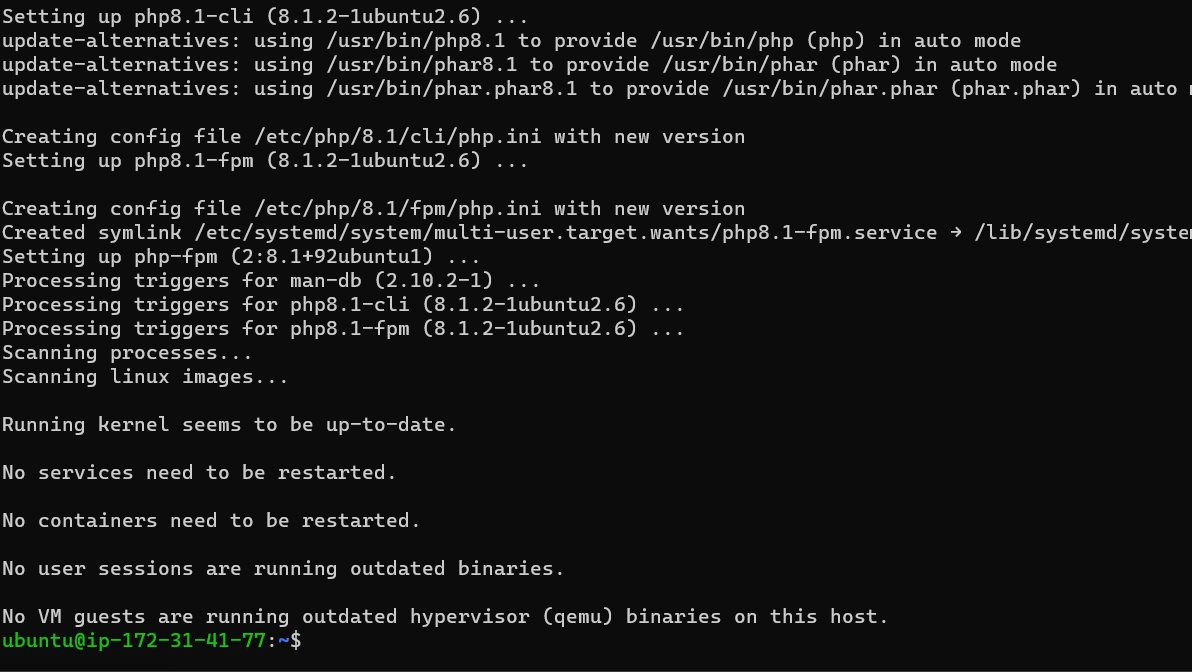 Setting up php8.1-cli (8.1.2-1ubuntu2.6) ...
update-alternatives: using /usr/bin/php8.1 to provide /usr/bin/php (php) in auto mode
update-alternatives: using /usr/bin/phar8.1 to provide /usr/bin/phar (phar) in auto mode
update-alternatives: using /usr/bin/phar.phar8.1 to provide /usr/bin/phar.phar (phar.phar) in auto
Creating config file /etc/php/8.1/cli/php.ini with new version
Setting up php8.1-fpm (8.1.2-1ubuntu2.6) ...
Creating config file /etc/php/8.1/fpm/php.ini with new version
Created symlink /etc/systemd/system/multi-user.target.wants/php8.1-fpm.service → /lib/systemd/syste
Setting up php-fpm (2:8.1+92ubuntu1) ...
Processing triggers for man-db (2.10.2-1) ...
Processing triggers for php8.1-cli (8.1.2-1ubuntu2.6) ...
Processing triggers for php8.1-fpm (8.1.2-1ubuntu2.6) ...
Scanning processes...
Scanning linux images...
Running kernel seems to be up-to-date.
No services need to be restarted.
No containers need to be restarted.
No user sessions are running outdated binaries.
No VM guests are running outdated hypervisor (qemu) binaries on this host.
ubuntu@ip-172-31-41-77:~$